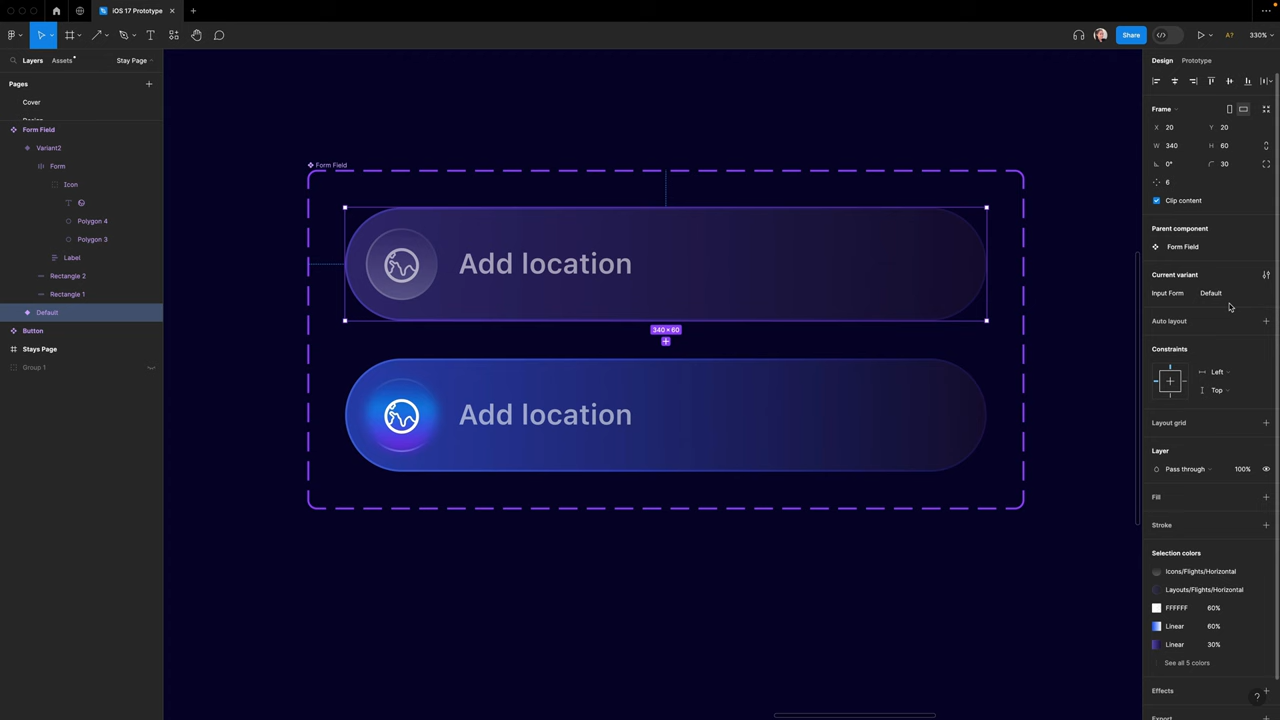 iOS 17 Prototype
Share
A?
330%
Layers
Assets
Stay Page
Design
Prototype
Pages
Cover
Form Field
Variant2
Form
Icon
Polygon 4
Polygon 3
Label
Rectangle 2
Rectangle 1
Default
Button
Stays Page
Group 1
Form Field
Add location
340 × 60
Add location
Frame
X 20 Y 20
W 340 H 60
0° 30
6
Clip content
Parent component
Form Field
Current variant
Input Form Default
Auto layout
Constraints
Left
Top
Layout grid
Layer
Pass through 100%
Fill
Stroke
Selection colors
Icons/Flights/Horizontal
Layouts/Flights/Horizontal
FFFFFF 60%
Linear 60%
Linear 30%
See all 5 colors
Effects
?
Export